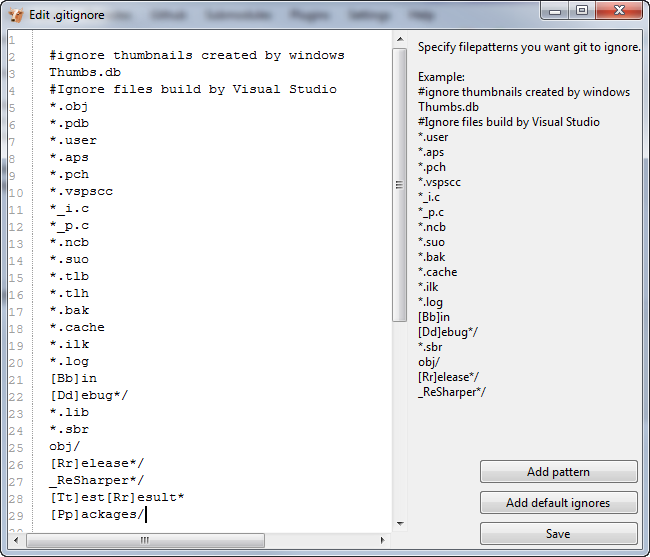 Edit .gitignore
Github Submodules Plugins Settings Help
1
2 #ignore thumbnails created by windows
3 Thumbs.db
4 #Ignore files build by Visual Studio
5 *.obj
6 *.pdb
7 *.user
8 *.aps
9 *.pch
10 *.vspscc
11 *_i.c
12 *_p.c
13 *.ncb
14 *.suo
15 *.tlb
16 *.tlh
17 *.bak
18 *.cache
19 *.ilk
20 *.log
21 [Bb]in
22 [Dd]ebug*/
23 *.lib
24 *.sbr
25 obj/
26 [Rr]elease*/
27 _ReSharper*/
28 [Tt]est[Rr]esult*
29 [Pp]ackages/
Specify filepatterns you want git to ignore.
Example:
#ignore thumbnails created by windows
Thumbs.db
#Ignore files build by Visual Studio
*.user
*.aps
*.pch
*.vspscc
*_i.c
*_p.c
*.ncb
*.suo
*.bak
*.cache
*.ilk
*.log
[Bb]in
[Dd]ebug*/
*.sbr
obj/
[Rr]elease*/
_ReSharper*/
Add pattern
Add default ignores
Save